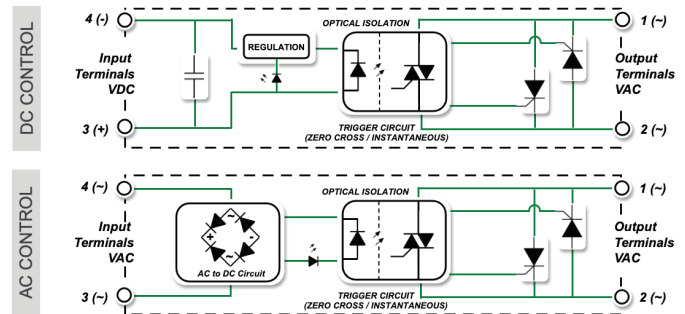 DC CONTROL
4 (-)
OPTICAL ISOLATION
1 (~)
REGULATION
Input
Terminals
VDC
Output
Terminals
VAC
3 (+)
TRIGGER CIRCUIT
(ZERO CROSS / INSTANTANEOUS)
2 (~)
AC CONTROL
4 (~)
OPTICAL ISOLATION
1 (~)
Input
Terminals
VAC
~
+
-
~
AC to DC Circuit
Output
Terminals
VAC
3 (~)
TRIGGER CIRCUIT
(ZERO CROSS / INSTANTANEOUS)
2 (~)